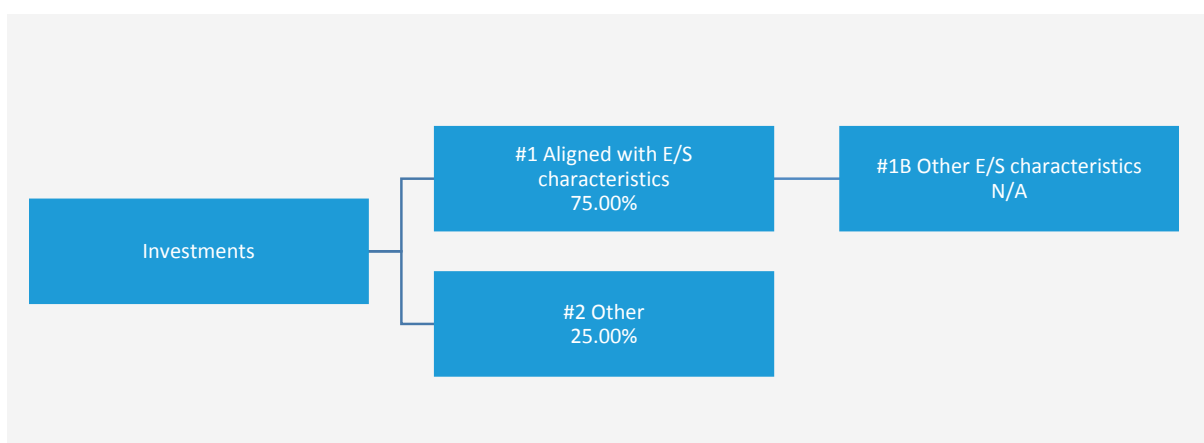 Investments
#1 Aligned with E/S
characteristics
75.00%
#1B Other E/S characteristics
N/A
#2 Other
25.00%